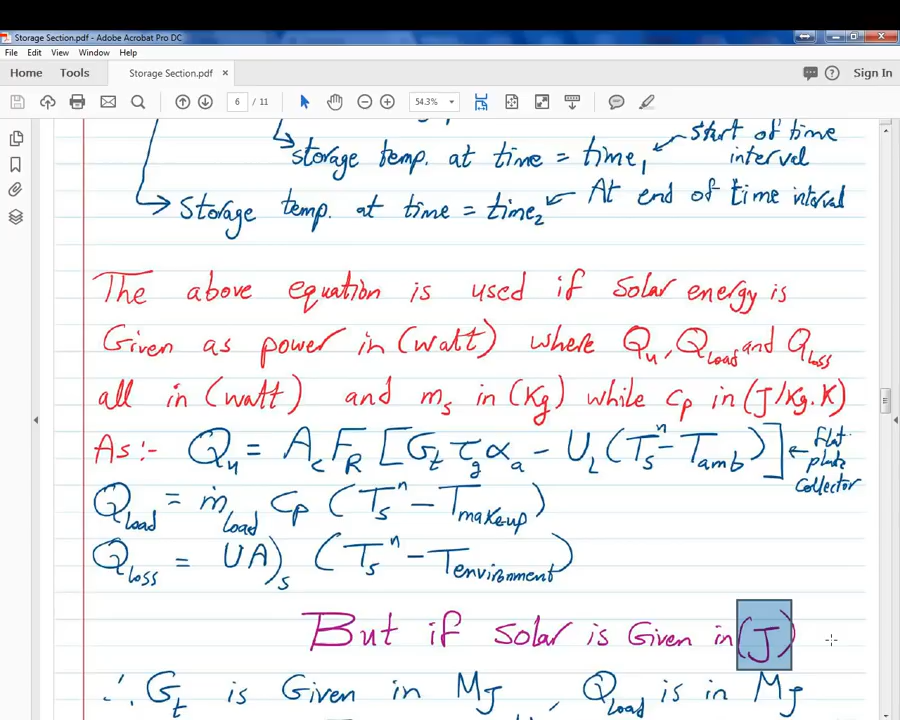 Storage Section.pdf - Adobe Acrobat Pro DC
File Edit View Window Help
Home Tools Storage Section.pdf × Sign In
6 / 11 54.3%
start of time
storage temp. at time = time₁ interval
Storage temp. at time = time₂ At end of time interval
The above equation is used if solar energy is
Given as power in (watt) where Qu, Qload and Qloss
all in (watt) and ms in (Kg) while cp in (J/Kg.K)
As:- Qu = Ac FR [Gt τg αa - UL (Tsⁿ - Tamb)] ← flat plate collector
Qload = ṁload cp (Tsⁿ - Tmake-up)
Qloss = UA)s (Tsⁿ - Tenvironment)
But if solar is Given in (J)
∴ Gt is Given in MJ, Qload is in MJ